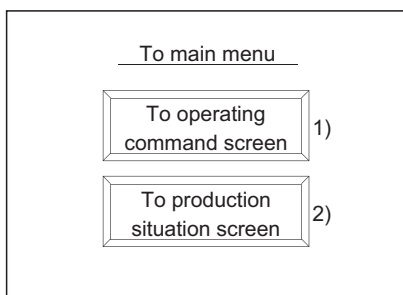 To main menu
To operating
command screen
1)
To production
situation screen
2)